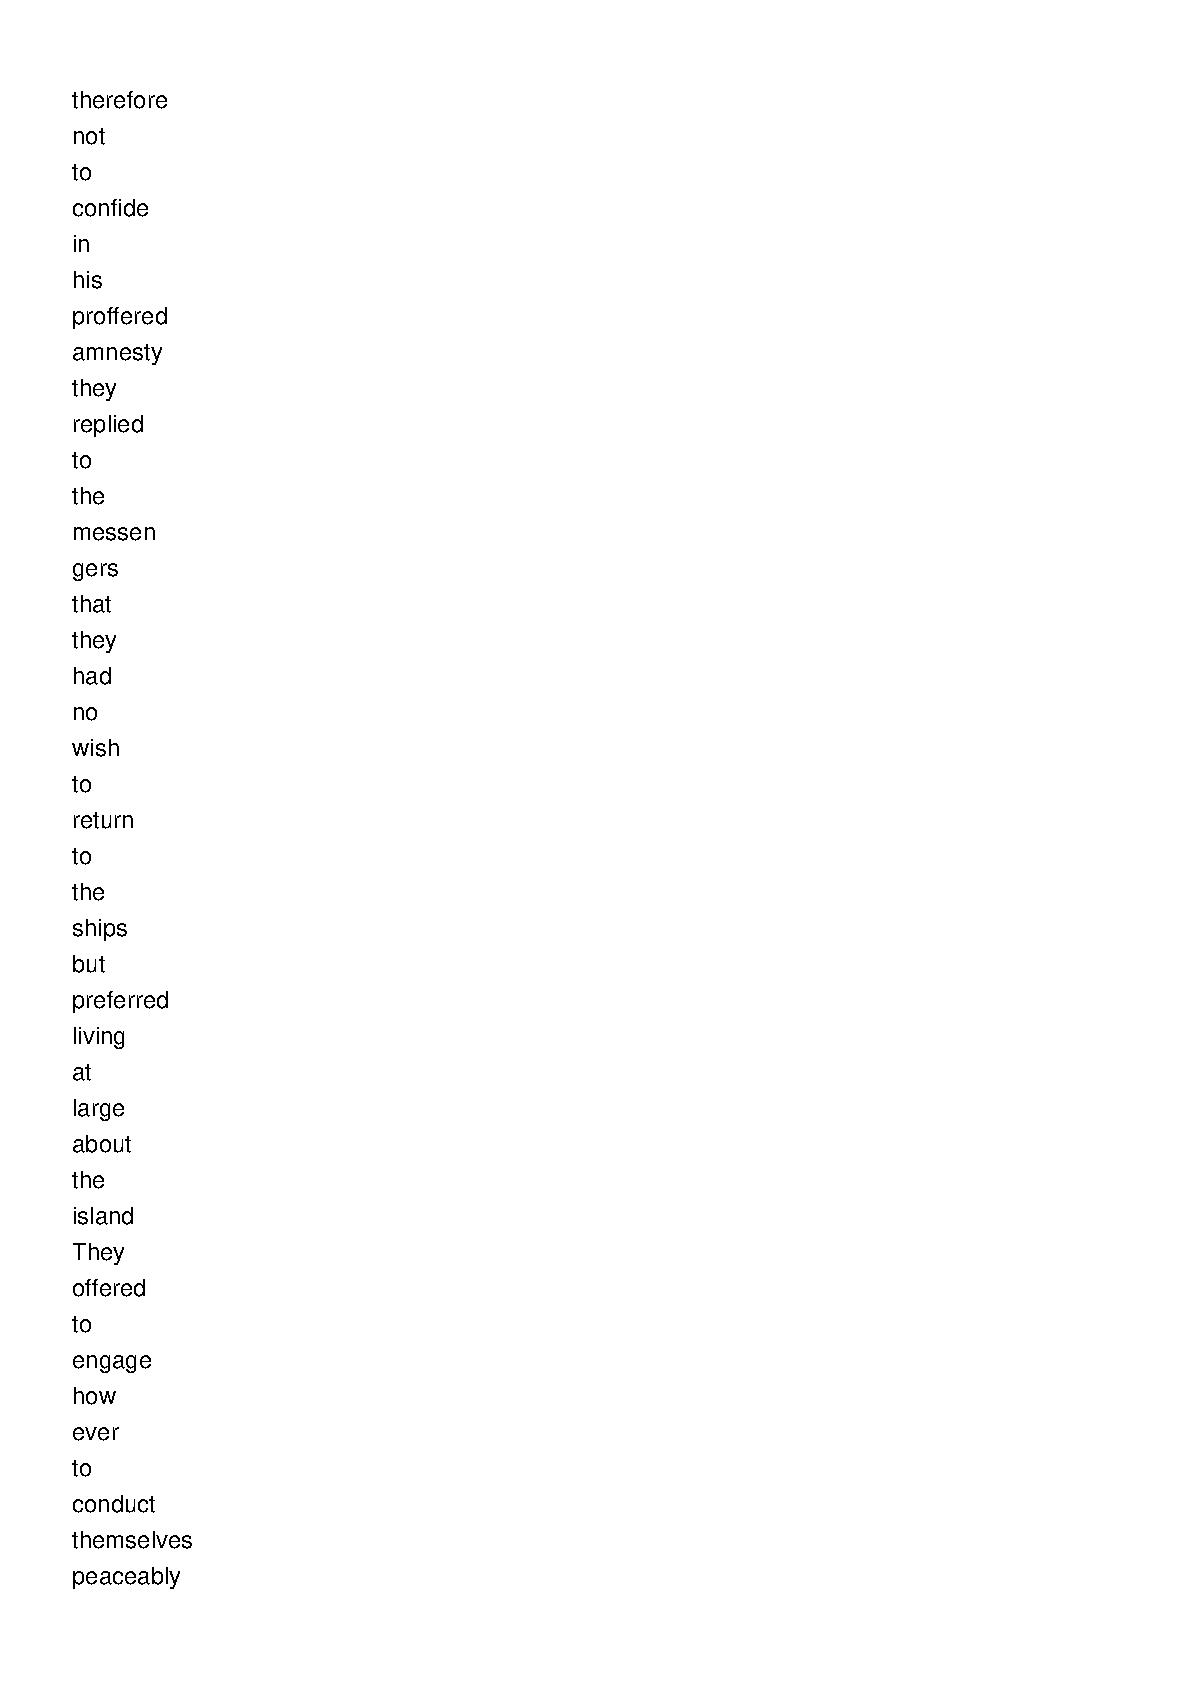 therefore
not
to
confide
in
his
proffered
amnesty
they
replied
to
the
messen
gers
that
they
had
no
wish
to
return
to
the
ships
but
preferred
living
at
large
about
the
island
They
offered
to
engage
how
ever
to
conduct
themselves
peaceably